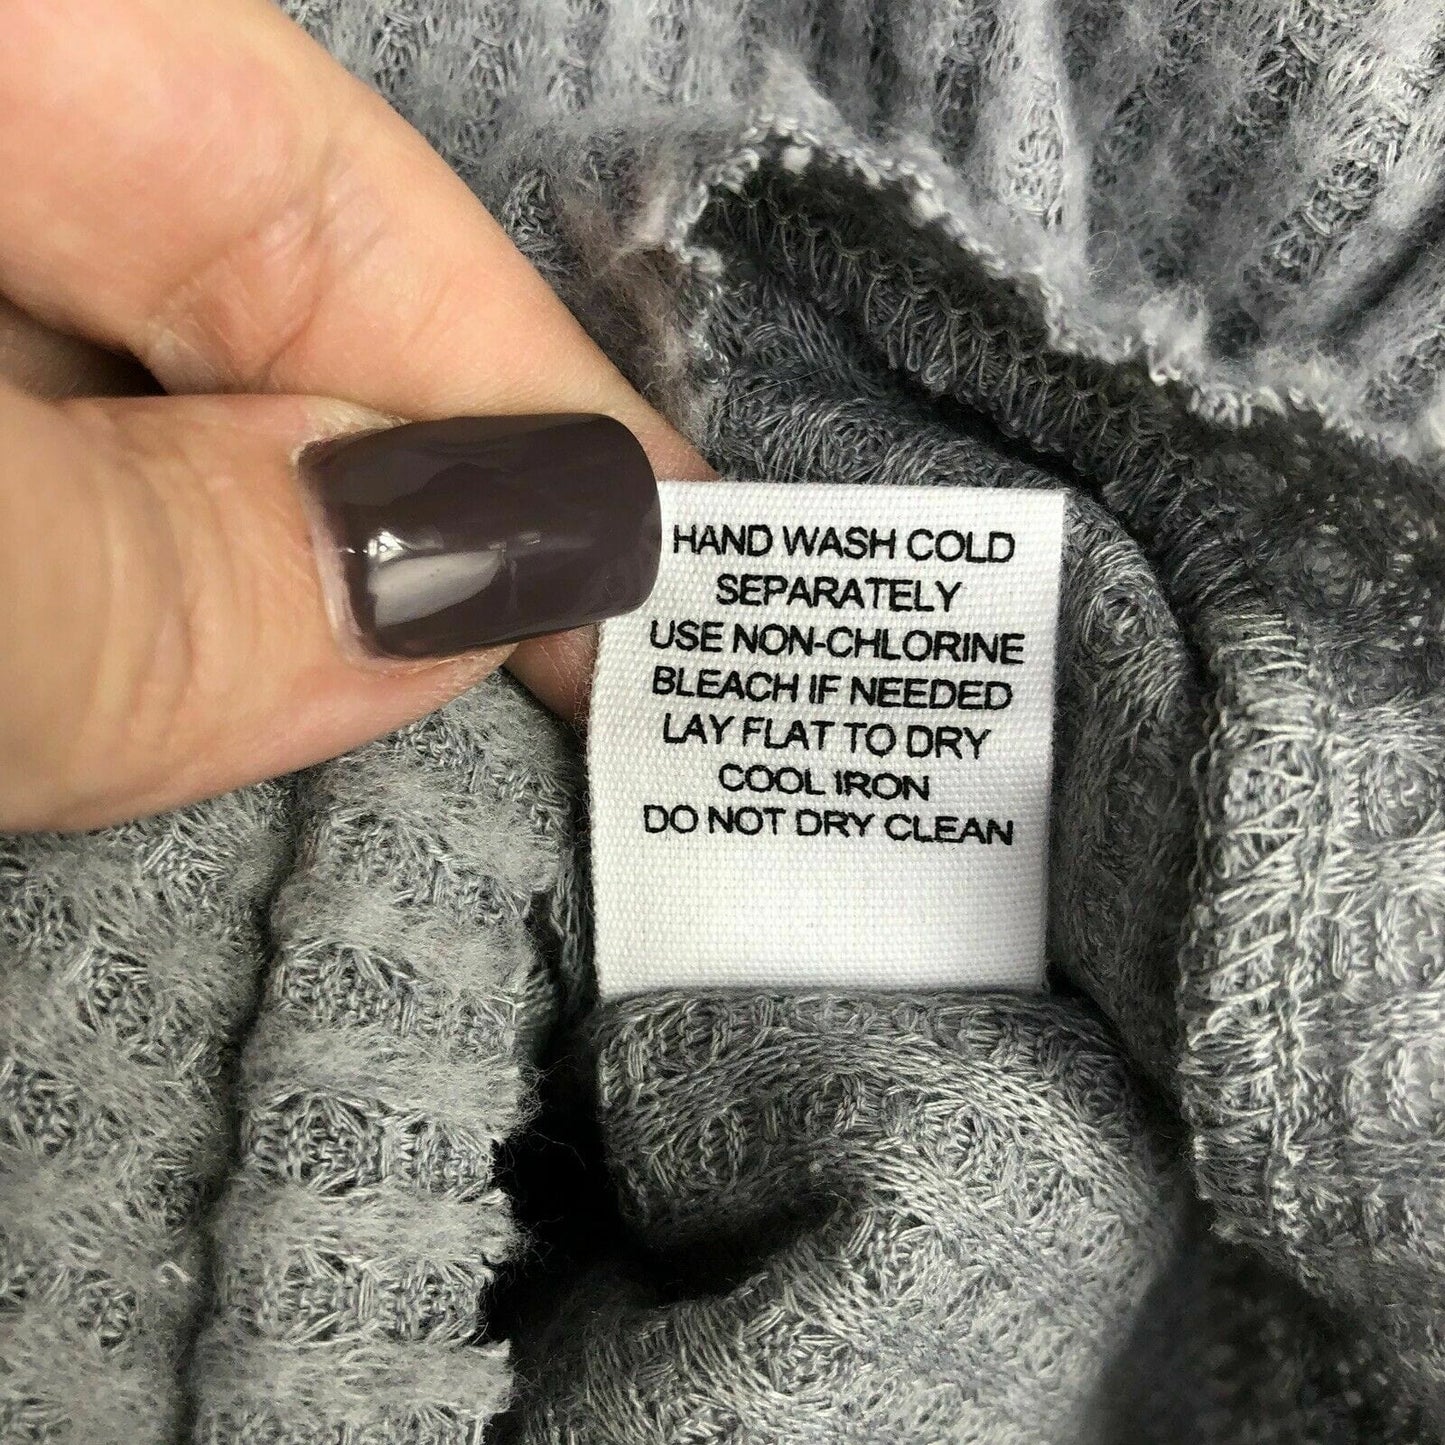 HAND WASH COLD
SEPARATELY
USE NON-CHLORINE
BLEACH IF NEEDED
LAY FLAT TO DRY
COOL IRON
DO NOT DRY CLEAN